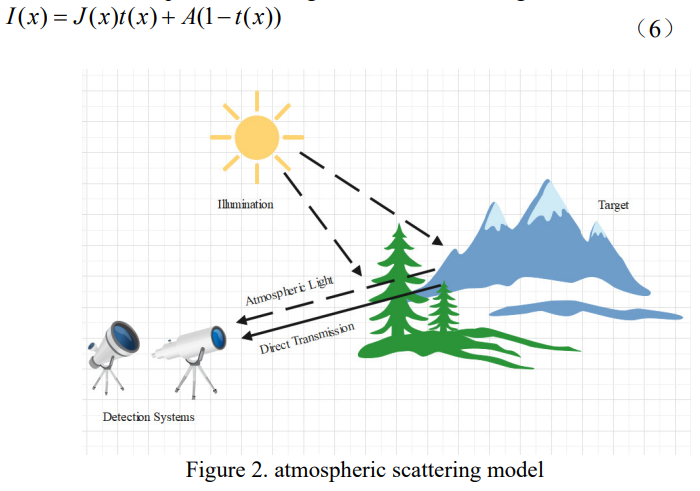 I(x) = J(x)t(x) + A(1 − t(x)) （6）
Illumination
Target
Atmospheric Light
Direct Transmission
Detection Systems
Figure 2. atmospheric scattering model